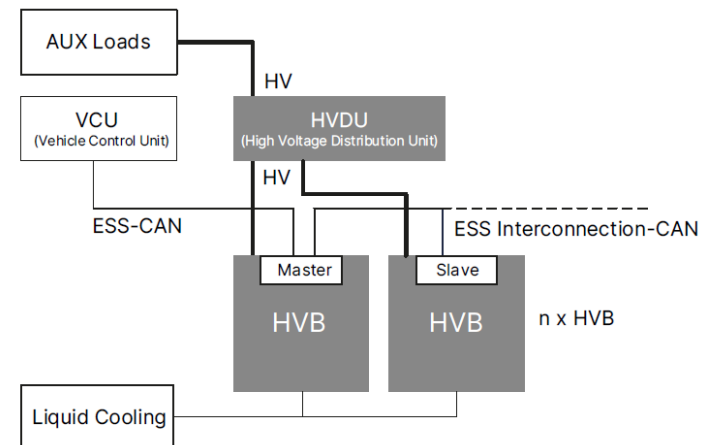 AUX Loads
HV
VCU
(Vehicle Control Unit)
HVDU
(High Voltage Distribution Unit)
HV
ESS-CAN
ESS Interconnection-CAN
Master
Slave
HVB
HVB
n x HVB
Liquid Cooling